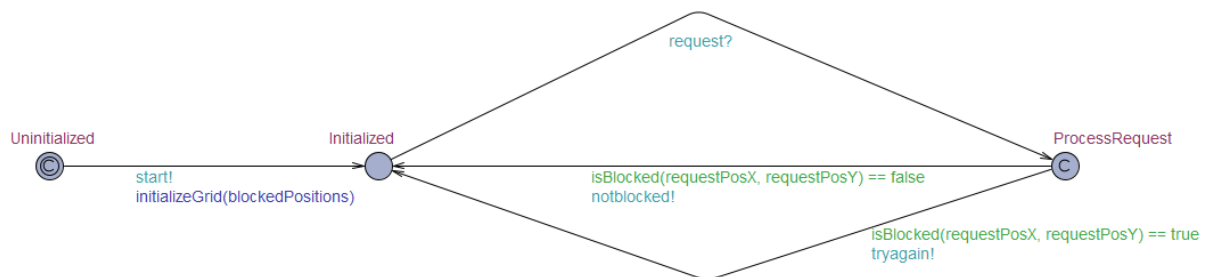 request?
Uninitialized
Initialized
ProcessRequest
C
C
start!
initializeGrid(blockedPositions)
isBlocked(requestPosX, requestPosY) == false
notblocked!
isBlocked(requestPosX, requestPosY) == true
tryagain!